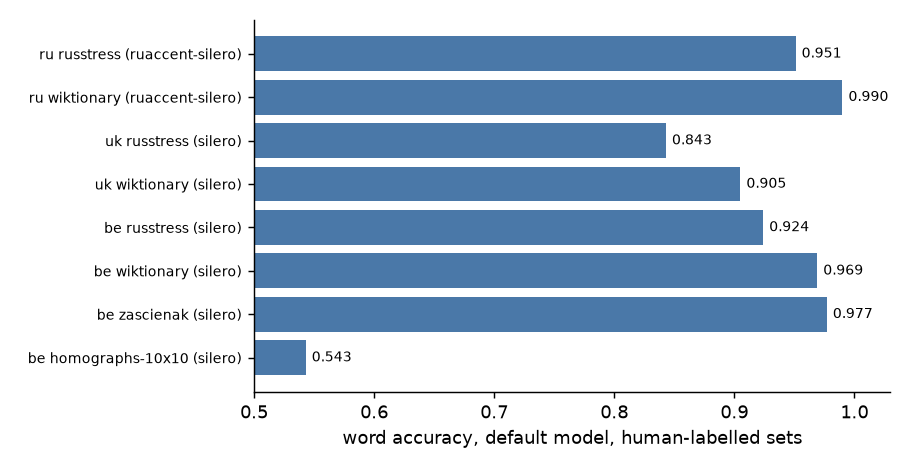 ru russtress (ruaccent-silero) 0.951
ru wiktionary (ruaccent-silero) 0.990
uk russtress (silero) 0.843
uk wiktionary (silero) 0.905
be russtress (silero) 0.924
be wiktionary (silero) 0.969
be zascienak (silero) 0.977
be homographs-10x10 (silero) 0.543
0.5 0.6 0.7 0.8 0.9 1.0
word accuracy, default model, human-labelled sets